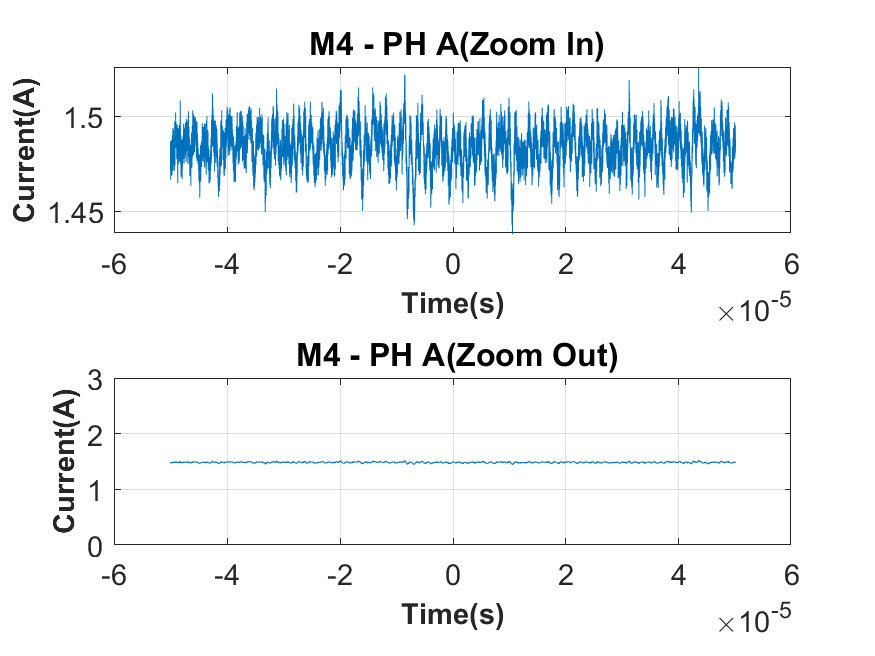 M4 - PH A(Zoom In)
Current(A)
1.5
1.45
-6 -4 -2 0 2 4 6
Time(s)
×10-5
M4 - PH A(Zoom Out)
Current(A)
3
2
1
0
-6 -4 -2 0 2 4 6
Time(s)
×10-5